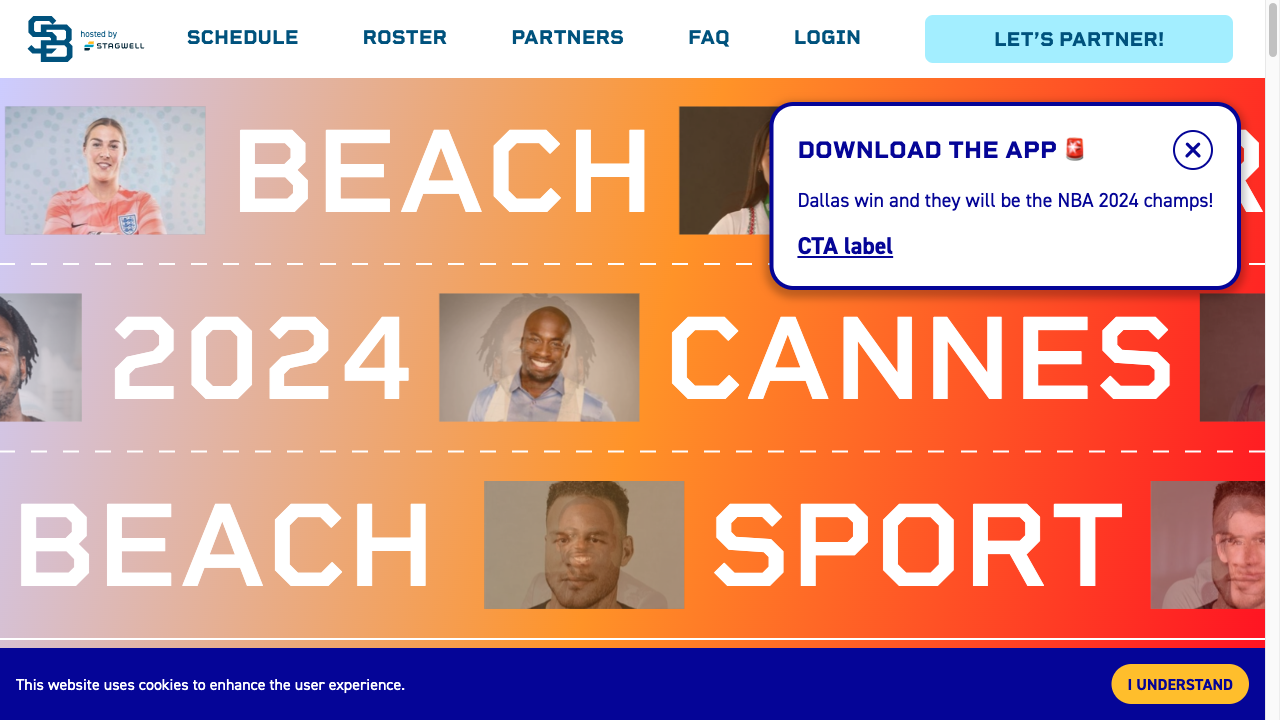 SB
hosted by
STAGWELL
SCHEDULE
ROSTER
PARTNERS
FAQ
LOGIN
LET’S PARTNER!
BEACH
R
DOWNLOAD THE APP 🚨
Dallas win and they will be the NBA 2024 champs!
CTA label
2024
CANNES
BEACH
SPORT
This website uses cookies to enhance the user experience.
I UNDERSTAND